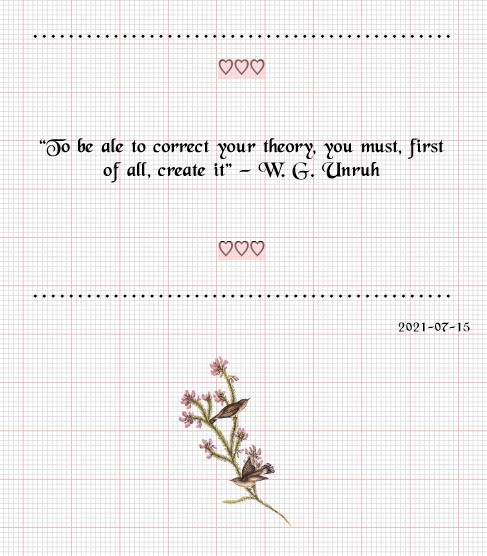 “To be ale to correct your theory, you must, first
of all, create it” – W. G. Unruh
2021-07-15